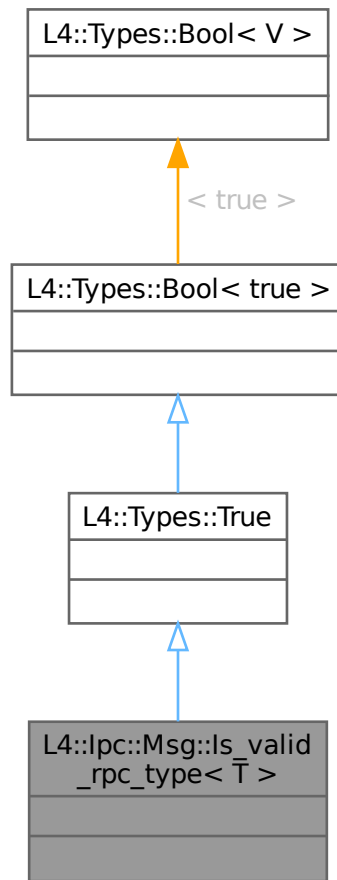 L4::Types::Bool< V >
< true >
L4::Types::Bool< true >
L4::Types::True
L4::Ipc::Msg::Is_valid
_rpc_type< T >